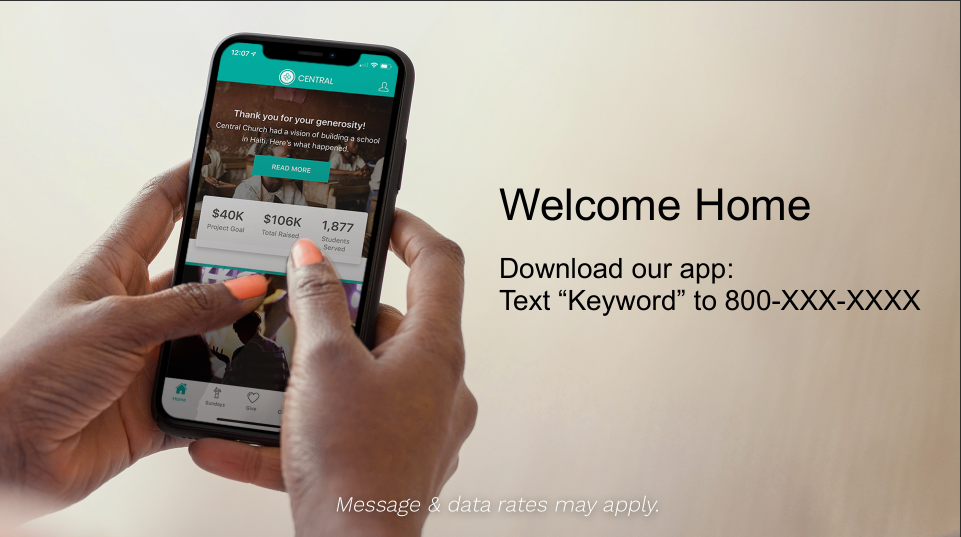 12:07
CENTRAL
Thank you for your generosity!
Central Church had a vision of building a school
in Haiti. Here's what happened.
READ MORE
$40K
Project Goal
$106K
Total Raised
1,877
Students
Served
Home
Sundays
Give
Welcome Home
Download our app:
Text “Keyword” to 800-XXX-XXXX
Message & data rates may apply.